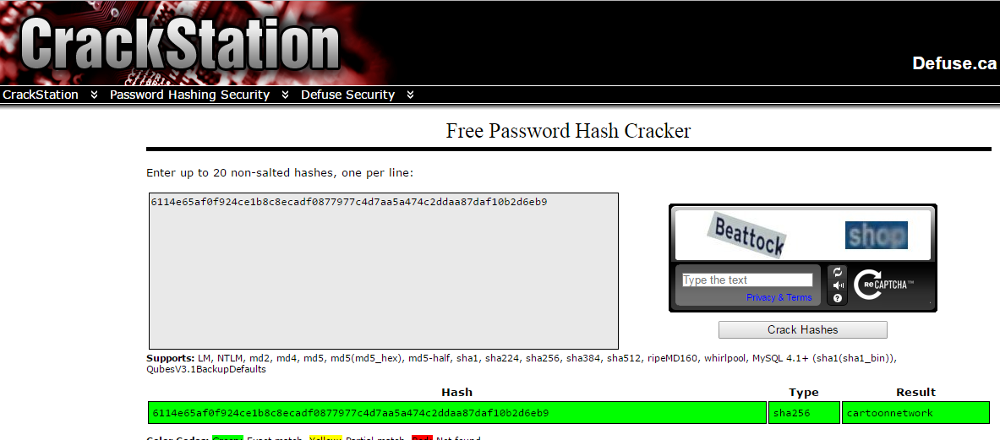 CrackStation
Defuse.ca
CrackStation Password Hashing Security Defuse Security
Free Password Hash Cracker
Enter up to 20 non-salted hashes, one per line:
6114e65af0f924ce1b8c8ecadf0877977c4d7aa5a474c2ddaa87daf10b2d6eb9
Beattock shop
Type the text
Privacy & Terms
reCAPTCHA™
Crack Hashes
Supports: LM, NTLM, md2, md4, md5, md5(md5_hex), md5-half, sha1, sha224, sha256, sha384, sha512, ripeMD160, whirlpool, MySQL 4.1+ (sha1(sha1_bin)),
QubesV3.1BackupDefaults
Hash Type Result
6114e65af0f924ce1b8c8ecadf0877977c4d7aa5a474c2ddaa87daf10b2d6eb9 sha256 cartoonnetwork
Color Codes: Green: Exact match, Yellow: Partial match, Red: Not found.